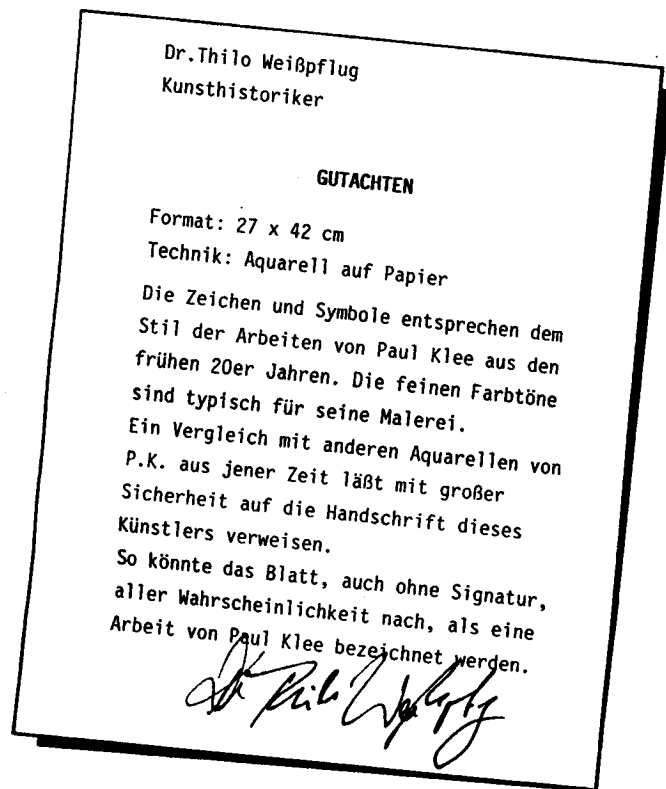 Dr.Thilo Weißpflug
Kunsthistoriker
GUTACHTEN
Format: 27 x 42 cm
Technik: Aquarell auf Papier
Die Zeichen und Symbole entsprechen dem
Stil der Arbeiten von Paul Klee aus den
frühen 20er Jahren. Die feinen Farbtöne
sind typisch für seine Malerei.
Ein Vergleich mit anderen Aquarellen von
P.K. aus jener Zeit läßt mit großer
Sicherheit auf die Handschrift dieses
Künstlers verweisen.
So könnte das Blatt, auch ohne Signatur,
aller Wahrscheinlichkeit nach, als eine
Arbeit von Paul Klee bezeichnet werden.
Dr. Thilo Weißpflug